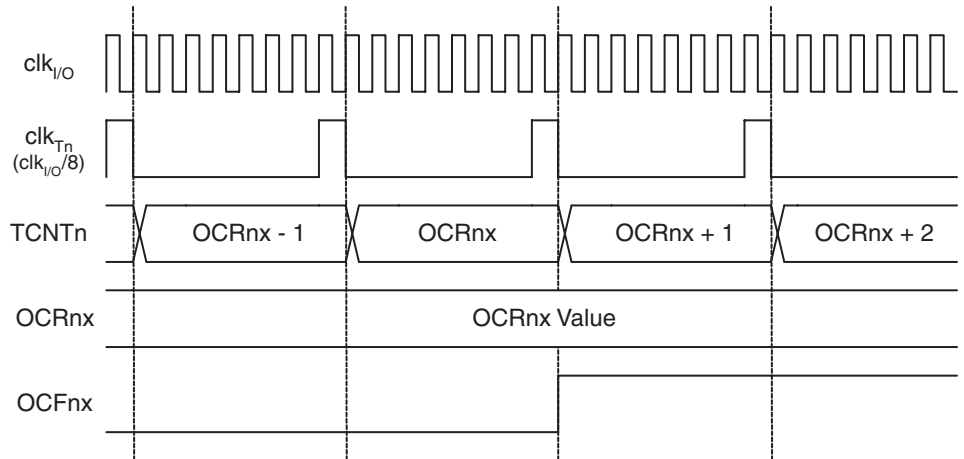 clkI/O
clkTn
(clkI/O/8)
TCNTn OCRnx - 1 OCRnx OCRnx + 1 OCRnx + 2
OCRnx OCRnx Value
OCFnx